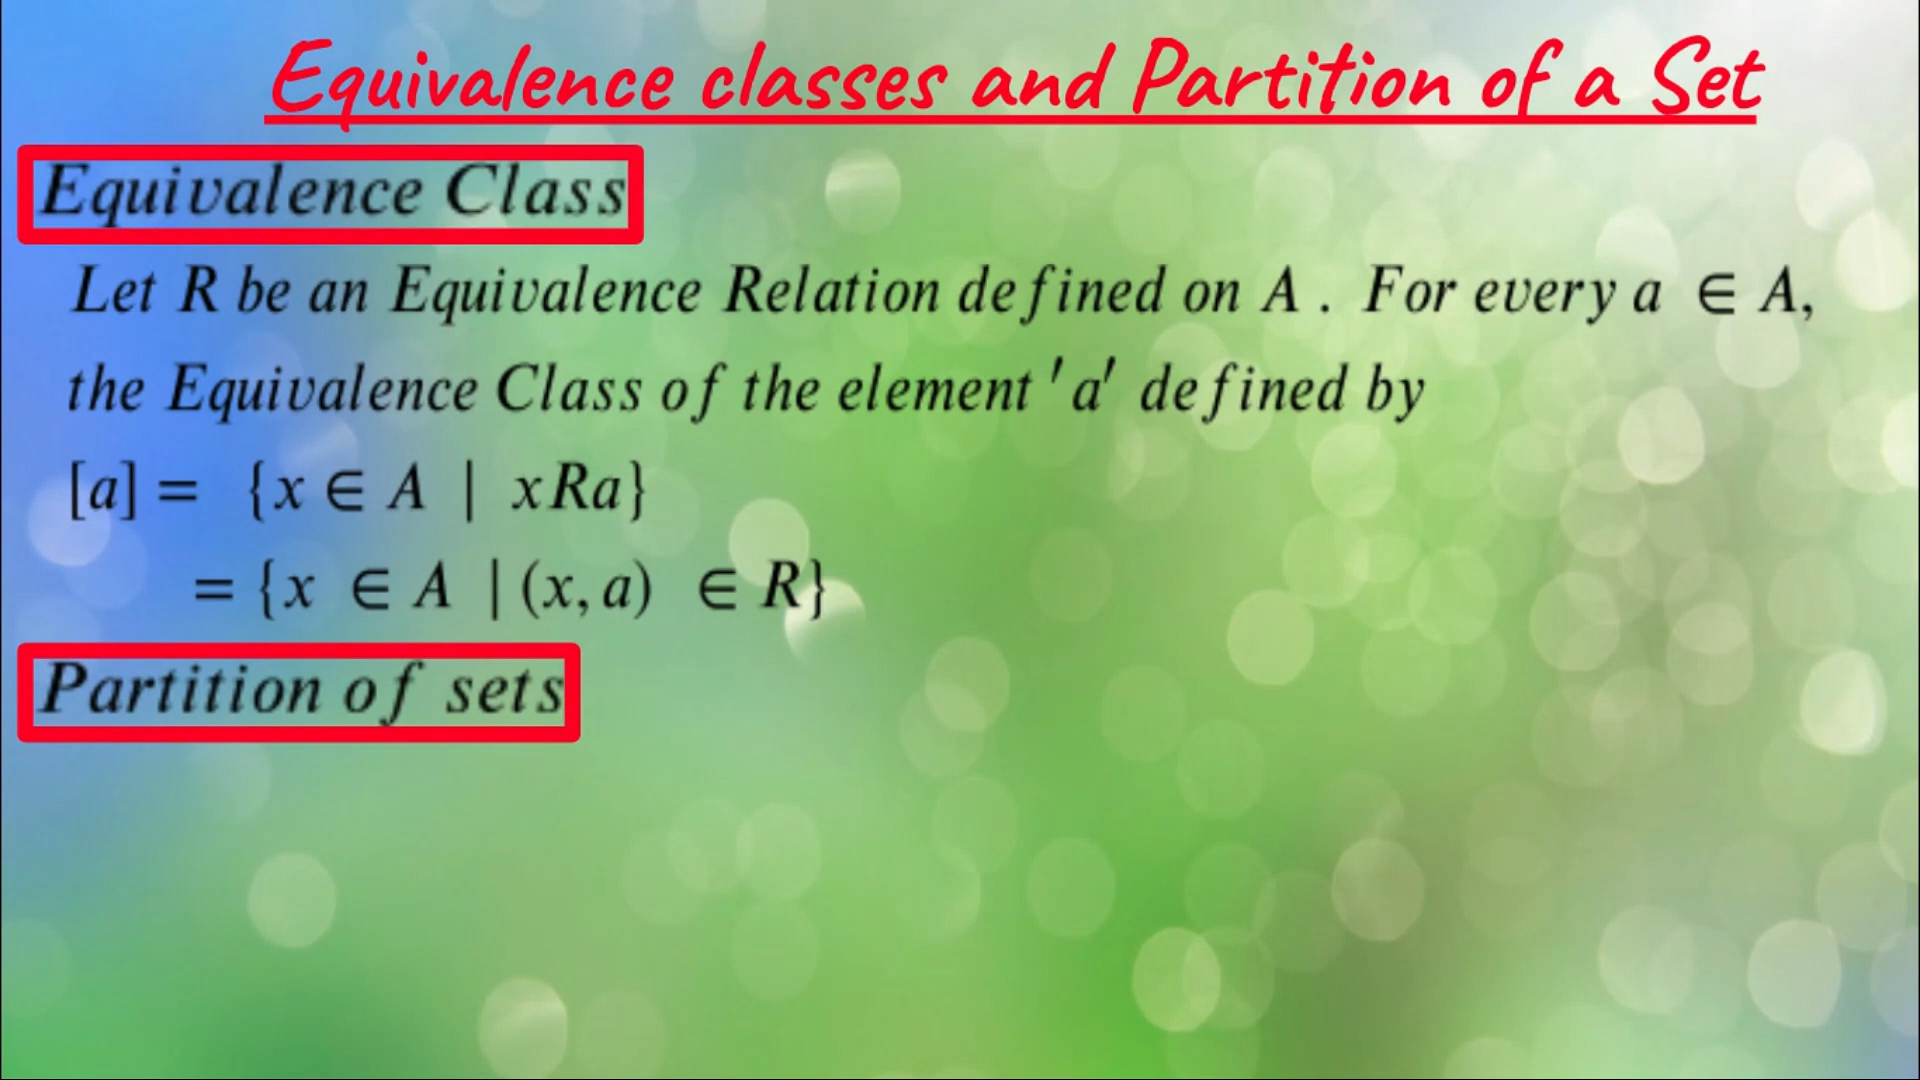 Equivalence classes and Partition of a Set
Equivalence Class
Let R be an Equivalence Relation defined on A . For every a ∈ A,
the Equivalence Class of the element 'a' defined by
[a] = {x ∈ A | xRa}
= {x ∈ A | (x, a) ∈ R}
Partition of sets